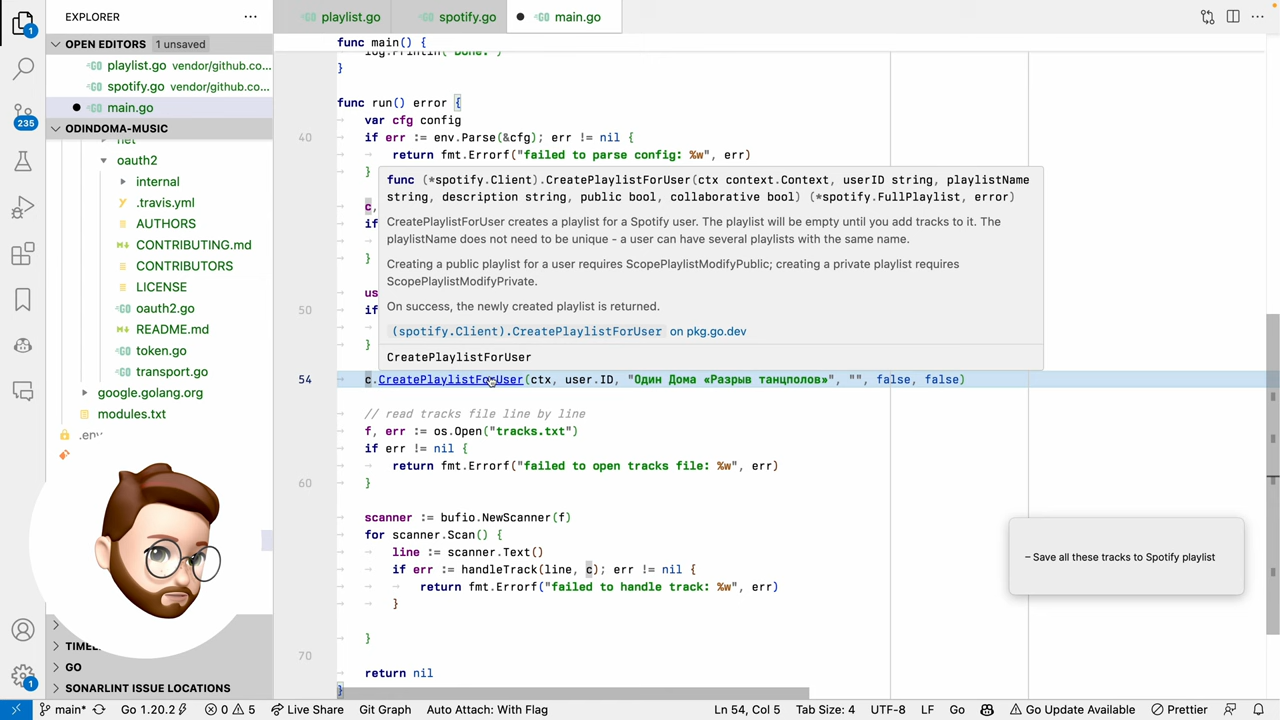 EXPLORER
playlist.go
spotify.go
main.go
OPEN EDITORS 1 unsaved
playlist.go vendor/github.co...
spotify.go vendor/github.co...
main.go
ODINDOMA-MUSIC
net
oauth2
internal
.travis.yml
AUTHORS
CONTRIBUTING.md
CONTRIBUTORS
LICENSE
oauth2.go
README.md
token.go
transport.go
google.golang.org
modules.txt
.env
TIMEL
GO
SONARLINT ISSUE LOCATIONS
1
235
1
func main() {
log.Println("Done.")
}
func run() error {
var cfg config
40 if err := env.Parse(&cfg); err != nil {
return fmt.Errorf("failed to parse config: %w", err)
}
c,
if
}
50 us
if
}
func (*spotify.Client).CreatePlaylistForUser(ctx context.Context, userID string, playlistName
string, description string, public bool, collaborative bool) (*spotify.FullPlaylist, error)
CreatePlaylistForUser creates a playlist for a Spotify user. The playlist will be empty until you add tracks to it. The
playlistName does not need to be unique - a user can have several playlists with the same name.
Creating a public playlist for a user requires ScopePlaylistModifyPublic; creating a private playlist requires
ScopePlaylistModifyPrivate.
On success, the newly created playlist is returned.
(spotify.Client).CreatePlaylistForUser on pkg.go.dev
CreatePlaylistForUser
54 c.CreatePlaylistForUser(ctx, user.ID, "Один Дома «Разрыв танцполов»", "", false, false)
// read tracks file line by line
f, err := os.Open("tracks.txt")
if err != nil {
return fmt.Errorf("failed to open tracks file: %w", err)
60 }
scanner := bufio.NewScanner(f)
for scanner.Scan() {
line := scanner.Text()
if err := handleTrack(line, c); err != nil {
return fmt.Errorf("failed to handle track: %w", err)
}
}
70
return nil
}
– Save all these tracks to Spotify playlist
main* Go 1.20.2 0 5 Live Share Git Graph Auto Attach: With Flag Ln 54, Col 5 Tab Size: 4 UTF-8 LF Go Go Update Available Prettier